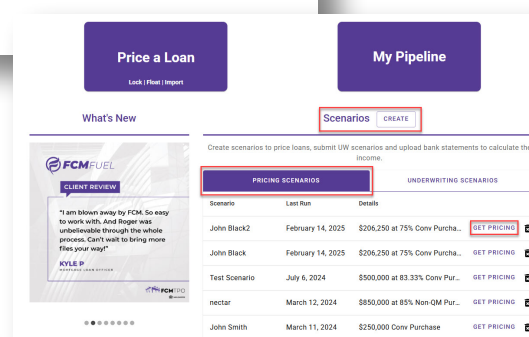 Price a Loan
Lock | Float | Import
My Pipeline
What's New
Scenarios CREATE
Create scenarios to price loans, submit UW scenarios and upload bank statements to calculate the
income.
FCMFUEL
CLIENT REVIEW
"I am blown away by FCM. So easy
to work with. And Roger was
unbelievable through the whole
process. Can't wait to bring more
files your way!"
KYLE P
MORTGAGE LOAN OFFICER
FCMTPO
PRICING SCENARIOS
UNDERWRITING SCENARIOS
Scenario Last Run Details
John Black2 February 14, 2025 $206,250 at 75% Conv Purcha... GET PRICING
John Black February 14, 2025 $206,250 at 75% Conv Purcha... GET PRICING
Test Scenario July 6, 2024 $500,000 at 83.33% Conv Pur... GET PRICING
nectar March 12, 2024 $850,000 at 85% Non-QM Pur... GET PRICING
John Smith March 11, 2024 $250,000 Conv Purchase GET PRICING